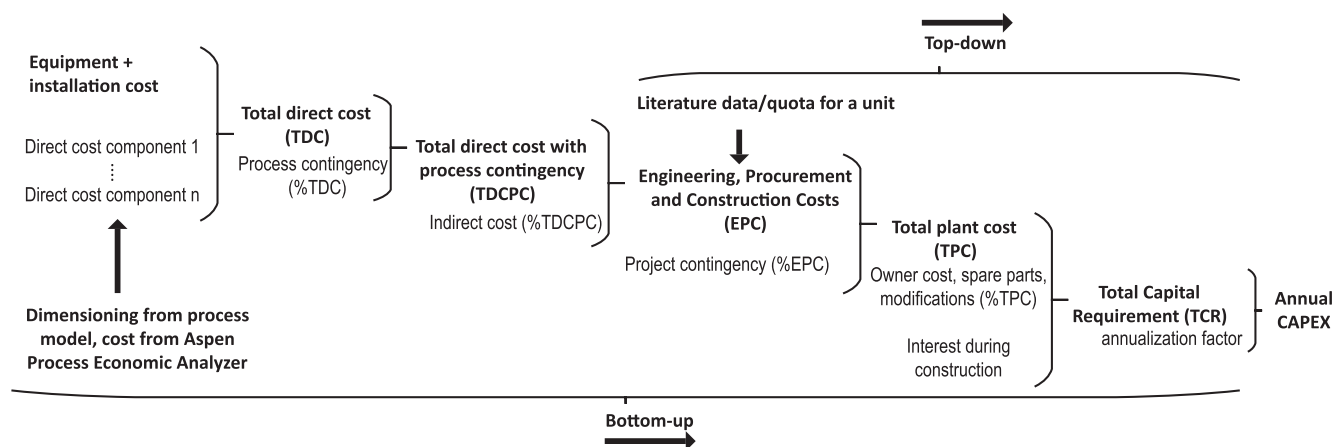 Top-down
Equipment +
installation cost
Direct cost component 1
Direct cost component n
Dimensioning from process
model, cost from Aspen
Process Economic Analyzer
Total direct cost
(TDC)
Process contingency
(%TDC)
Total direct cost with
process contingency
(TDCPC)
Indirect cost (%TDCPC)
Literature data/quota for a unit
Engineering, Procurement
and Construction Costs
(EPC)
Project contingency (%EPC)
Total plant cost
(TPC)
Owner cost, spare parts,
modifications (%TPC)
Interest during
construction
Total Capital
Requirement (TCR)
annualization factor
Annual
CAPEX
Bottom-up